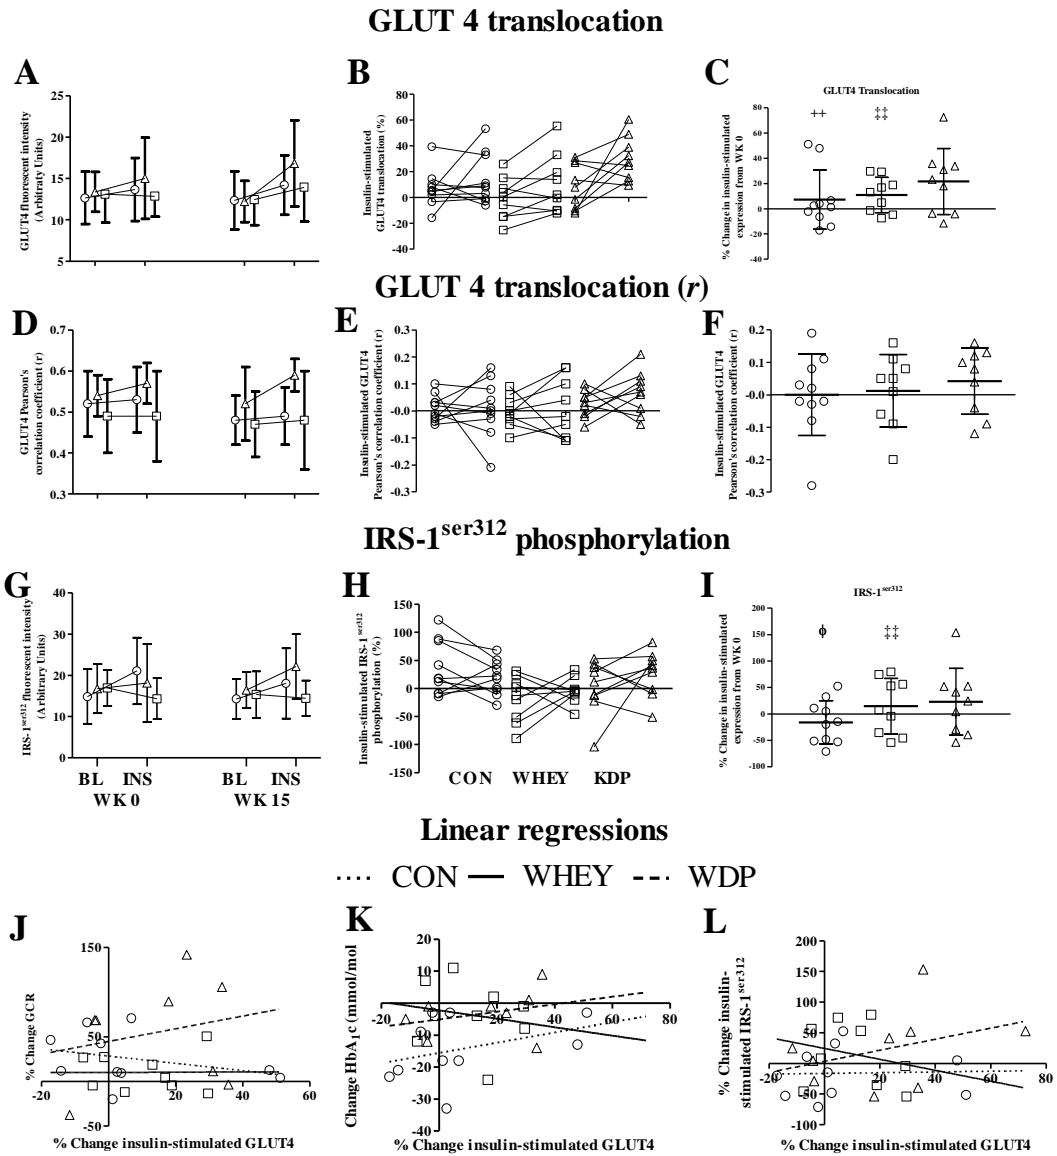 GLUT 4 translocation
A
GLUT4 fluorescent intensity
(Arbitraty Units)
25
20
15
10
5
B
Insulin-stimulated
GLUT4 translocation (%)
80
60
40
20
0
-20
-40
C
GLUT4 Translocation
% Change in insulin-stimulated
expression from WK 0
80
60
40
20
0
-20
-40
++
‡‡
‡‡
GLUT 4 translocation (r)
D
GLUT4 Pearson's
correlation coefficient (r)
0.7
0.6
0.5
0.4
0.3
E
Insulin-stimulated GLUT4
Pearson's correlation coefficient (r)
0.3
0.2
0.1
-0.0
-0.1
-0.2
-0.3
F
Insulin-stimulated GLUT4
Pearson's correlation coefficient (r)
0.2
0.1
-0.0
-0.1
-0.2
-0.3
IRS-1ser312 phosphorylation
G
IRS-1ser312 fluorescent intensity
(Arbitrary Units)
40
30
20
10
0
BL INS BL INS
WK 0 WK 15
H
Insulin-stimulated IRS-1ser312
phosphorylation (%)
150
100
50
0
-50
-100
-150
CON WHEY KDP
I
IRS-1ser312
% Change in insulin-stimulated
expression from WK 0
200
150
100
50
0
-50
-100
ϕ
‡‡
‡‡
Linear regressions
CON WHEY WDP
J
% Change GCR
150
50
10
-50
-20 0 20 40 60
% Change insulin-stimulated GLUT4
K
Change HbA1c (mmol/mol
20
10
0
-10
-20
-30
-40
-20 20 40 60 80
% Change insulin-stimulated GLUT4
L
% Change insulin-
stimulated IRS-1ser312
200
150
100
50
0
-50
-100
-20 20 40 60 80
% Change insulin-stimulated GLUT4